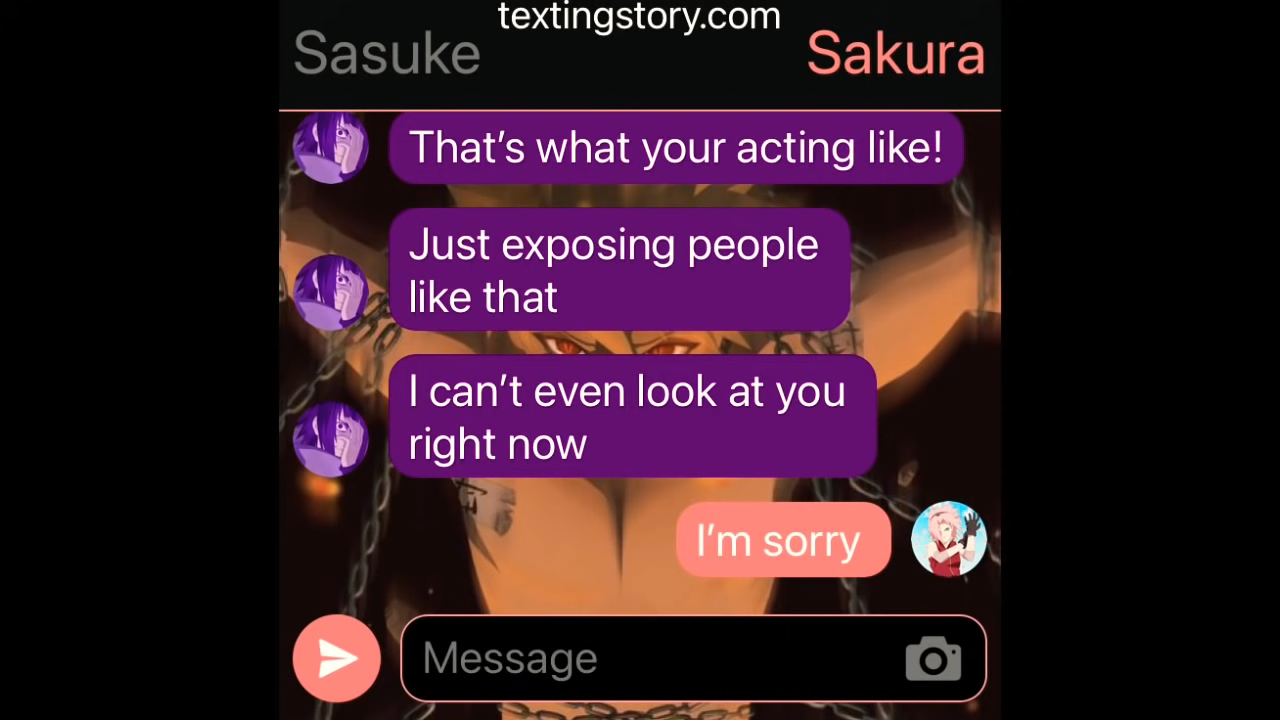 textingstory.com
Sasuke
Sakura
That’s what your acting like!
Just exposing people
like that
I can’t even look at you
right now
I’m sorry
Message